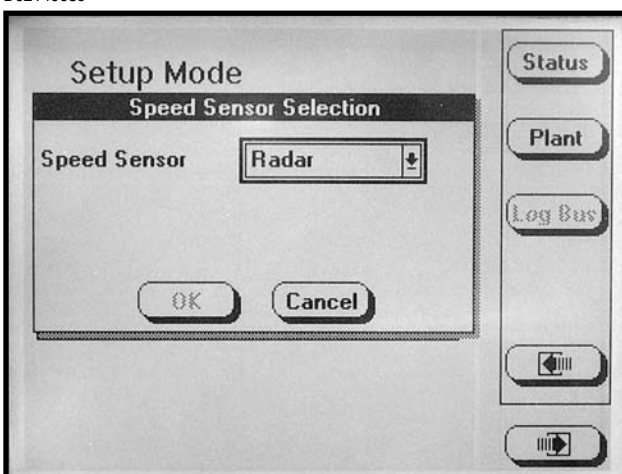 Setup Mode
Speed Sensor Selection
Speed Sensor
Radar
OK
Cancel
Status
Plant
Log Bus